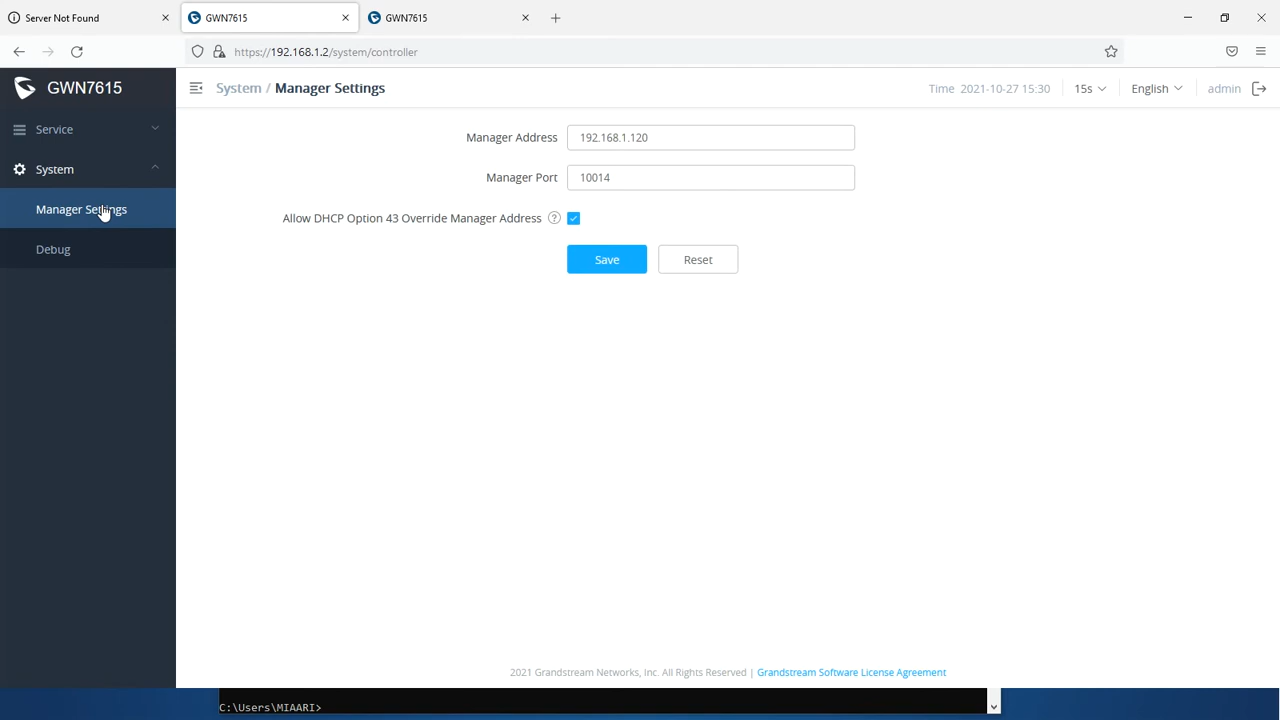 Server Not Found
GWN7615
GWN7615
https://192.168.1.2/system/controller
GWN7615
System / Manager Settings
Time 2021-10-27 15:30
15s
English
admin
Service
System
Manager Settings
Debug
Manager Address 192.168.1.120
Manager Port 10014
Allow DHCP Option 43 Override Manager Address ?
Save Reset
2021 Grandstream Networks, Inc. All Rights Reserved | Grandstream Software License Agreement
C:\Users\MIAARI>